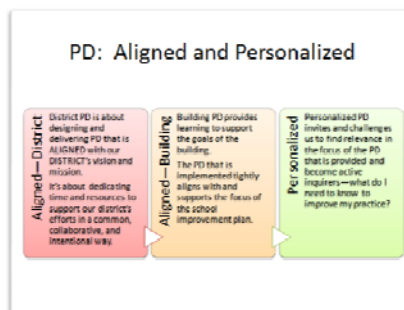 PD: Aligned and Personalized
Aligned—District
District PD is about
designing and
delivering PD that is
ALIGNED with our
DISTRICT's vision and
mission.
It's about dedicating
time and resources to
support our district's
efforts in a common,
collaborative, and
intentional way.
Aligned—Building
Building PD provides
learning to support
the goals of the
building.
The PD that is
implemented tightly
aligns with and
supports the focus of
the school
improvement plan.
Personalized
Personalized PD
invites and challenges
us to find relevance in
the focus of the PD
that is provided and
become active
inquirers—what do I
need to know to
improve my practice?